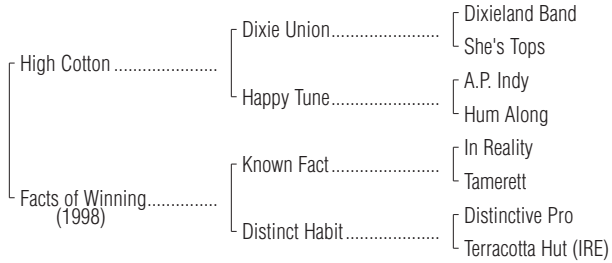 Dixieland Band
Dixie Union........................
She's Tops
High Cotton .......................
A.P. Indy
Happy Tune........................
Hum Along
In Reality
Known Fact........................
Tamerett
Facts of Winning...............
(1998)
Distinctive Pro
Distinct Habit.....................
Terracotta Hut (IRE)